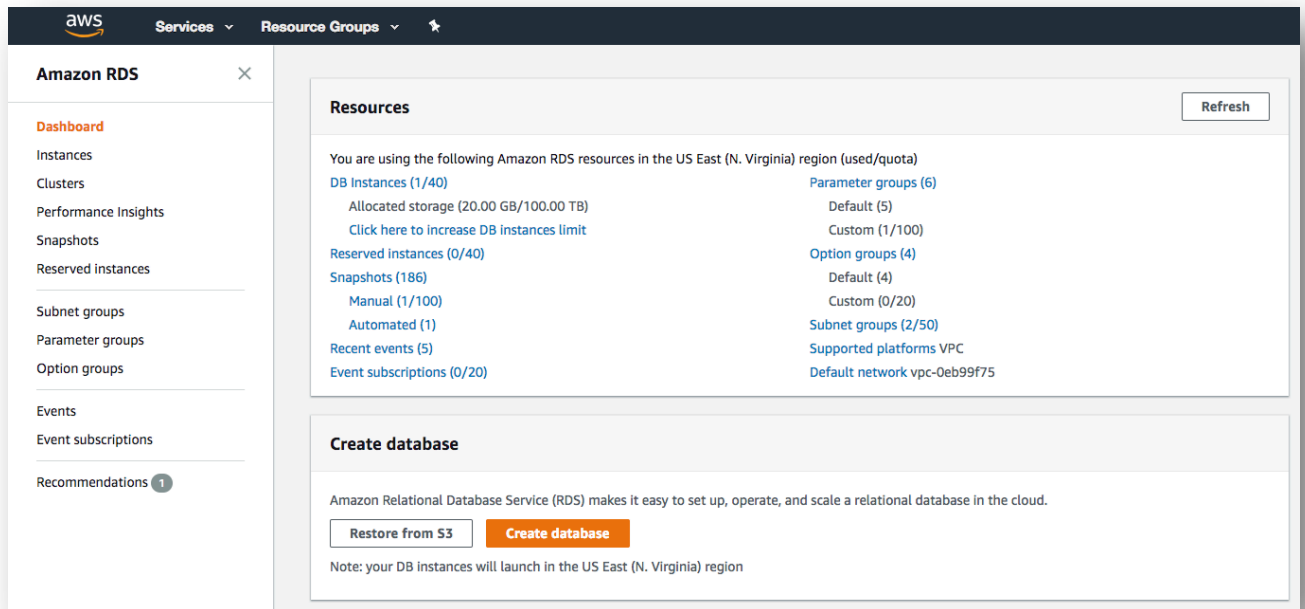 aws
Services
Resource Groups
Amazon RDS
Dashboard
Instances
Clusters
Performance Insights
Snapshots
Reserved instances
Subnet groups
Parameter groups
Option groups
Events
Event subscriptions
Recommendations 1
Resources
Refresh
You are using the following Amazon RDS resources in the US East (N. Virginia) region (used/quota)
DB Instances (1/40)
Allocated storage (20.00 GB/100.00 TB)
Click here to increase DB instances limit
Reserved instances (0/40)
Snapshots (186)
Manual (1/100)
Automated (1)
Recent events (5)
Event subscriptions (0/20)
Parameter groups (6)
Default (5)
Custom (1/100)
Option groups (4)
Default (4)
Custom (0/20)
Subnet groups (2/50)
Supported platforms VPC
Default network vpc-0eb99f75
Create database
Amazon Relational Database Service (RDS) makes it easy to set up, operate, and scale a relational database in the cloud.
Restore from S3
Create database
Note: your DB instances will launch in the US East (N. Virginia) region